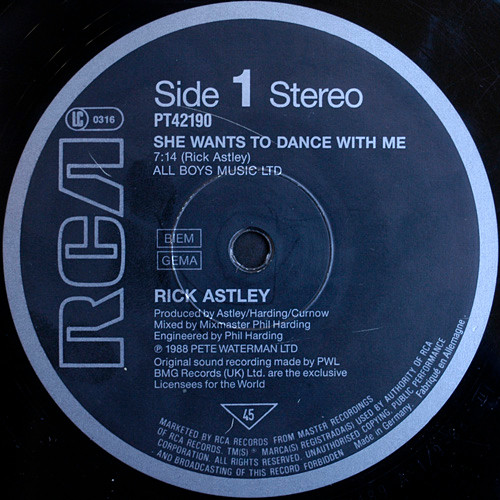 RCA
LC 0316
Side 1 Stereo
PT42190
SHE WANTS TO DANCE WITH ME
7:14 (Rick Astley)
ALL BOYS MUSIC LTD
BIEM
GEMA
RICK ASTLEY
Produced by Astley/Harding/Curnow
Mixed by Mixmaster Phil Harding
Engineered by Phil Harding
℗ 1988 PETE WATERMAN LTD
Original sound recording made by PWL
BMG Records (UK) Ltd. are the exclusive
Licensees for the World
45
MARKETED BY RCA RECORDS FROM MASTER RECORDINGS
OF RCA RECORDS. TM(S) ® MARCA(S) REGISTRADA(S) USED BY AUTHORITY OF RCA
CORPORATION. ALL RIGHTS RESERVED. UNAUTHORISED COPYING, PUBLIC PERFORMANCE
AND BROADCASTING OF THIS RECORD FORBIDDEN
Made in Germany. Fabriqué en Allemagne.